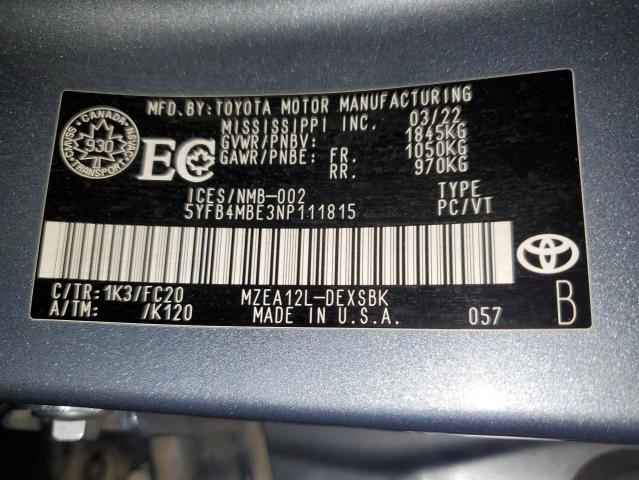 MFD. BY: TOYOTA MOTOR MANUFACTURING
MISSISSIPPI INC. 03/22
GVWR/PNBV: 1845KG
GAWR/PNBE: FR. 1050KG
RR. 970KG
CANADA
930
TRANSPORT
EC
ICES/NMB-002
5YFB4MBE3NP111815
TYPE
PC/VT
C/TR: 1K3/FC20
A/TM: /K120
MZEA12L-DEXSBK
MADE IN U.S.A.
057
B